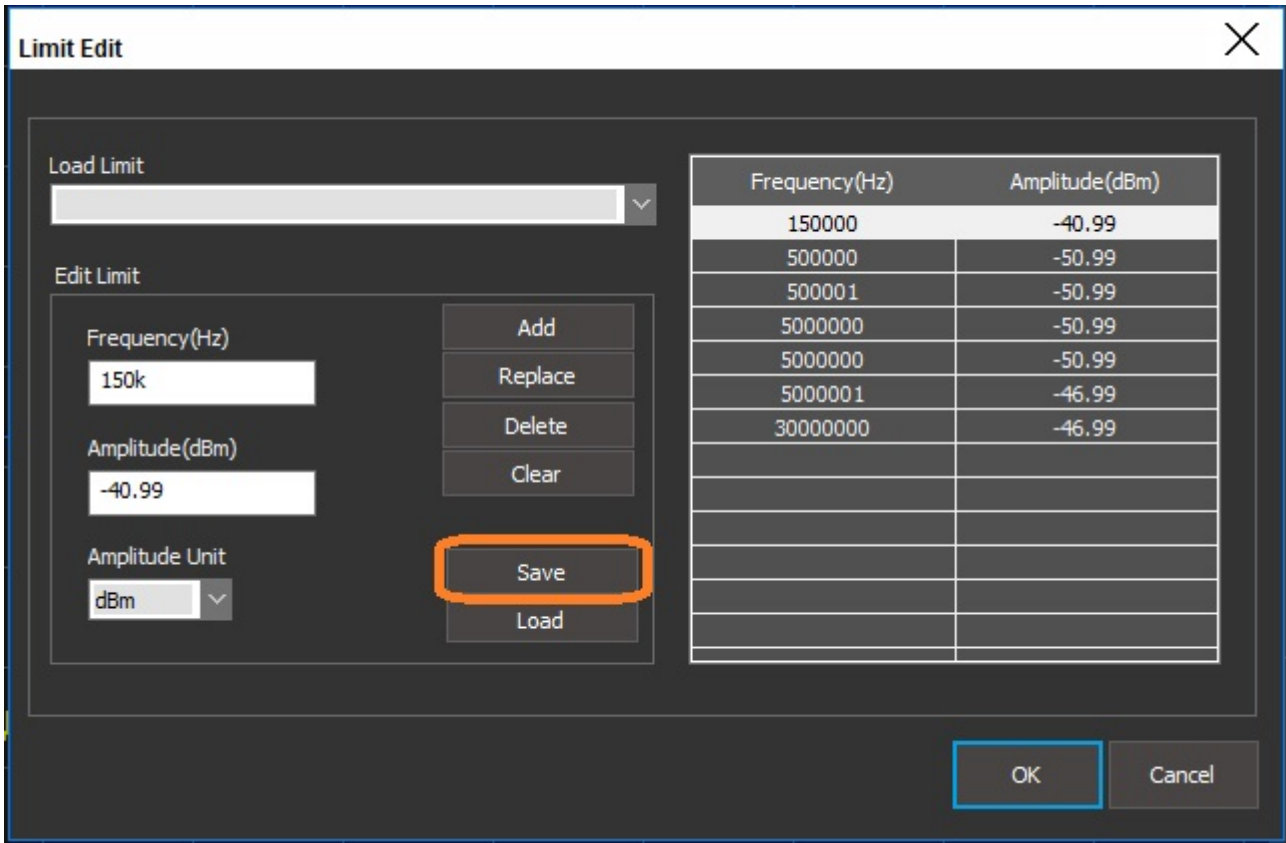 Limit Edit
Load Limit
Edit Limit
Frequency(Hz)
150k
Amplitude(dBm)
-40.99
Amplitude Unit
dBm
Add
Replace
Delete
Clear
Save
Load
Frequency(Hz) Amplitude(dBm)
150000 -40.99
500000 -50.99
500001 -50.99
5000000 -50.99
5000000 -50.99
5000001 -46.99
30000000 -46.99
OK Cancel